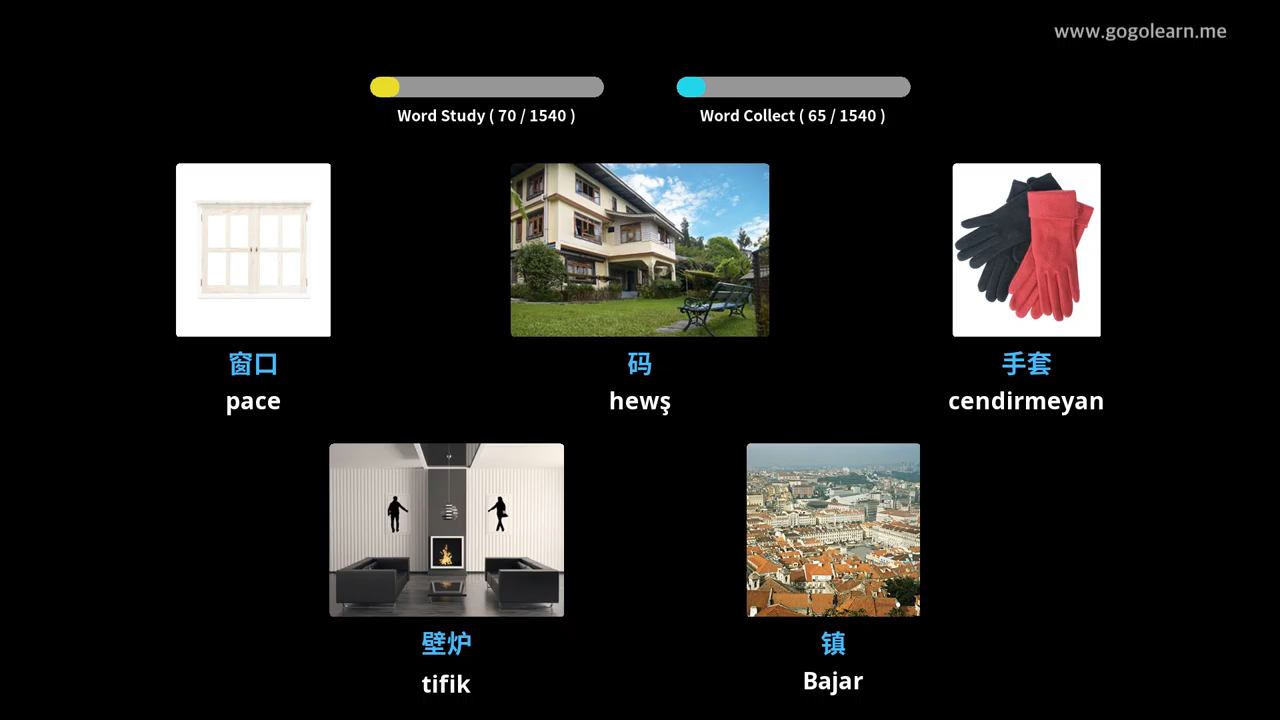 www.gogolearn.me
Word Study ( 70 / 1540 )
Word Collect ( 65 / 1540 )
窗口
pace
码
hewş
手套
cendirmeyan
壁炉
tifik
镇
Bajar